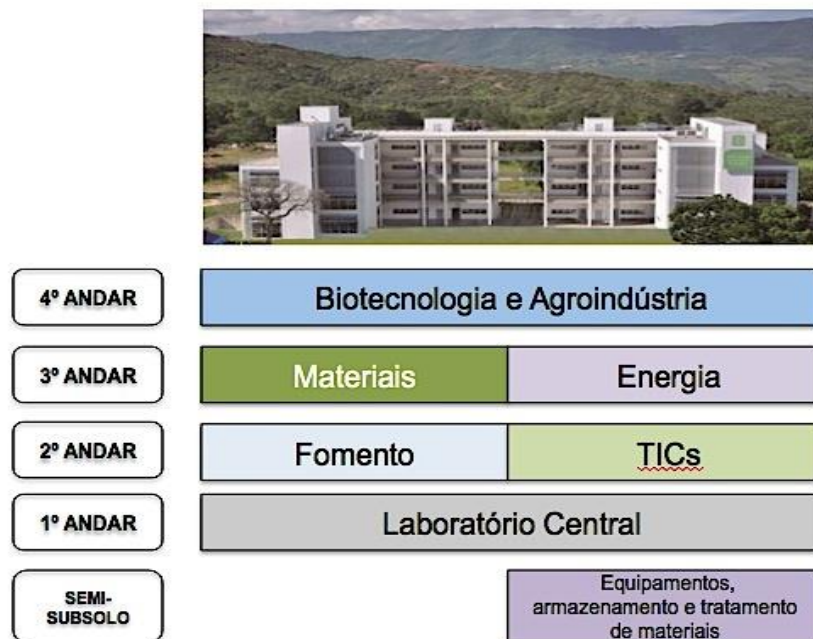 4º ANDAR
Biotecnologia e Agroindústria
3º ANDAR
Materiais
Energia
2º ANDAR
Fomento
TICs
1º ANDAR
Laboratório Central
SEMI-
SUBSOLO
Equipamentos,
armazenamento e tratamento
de materiais